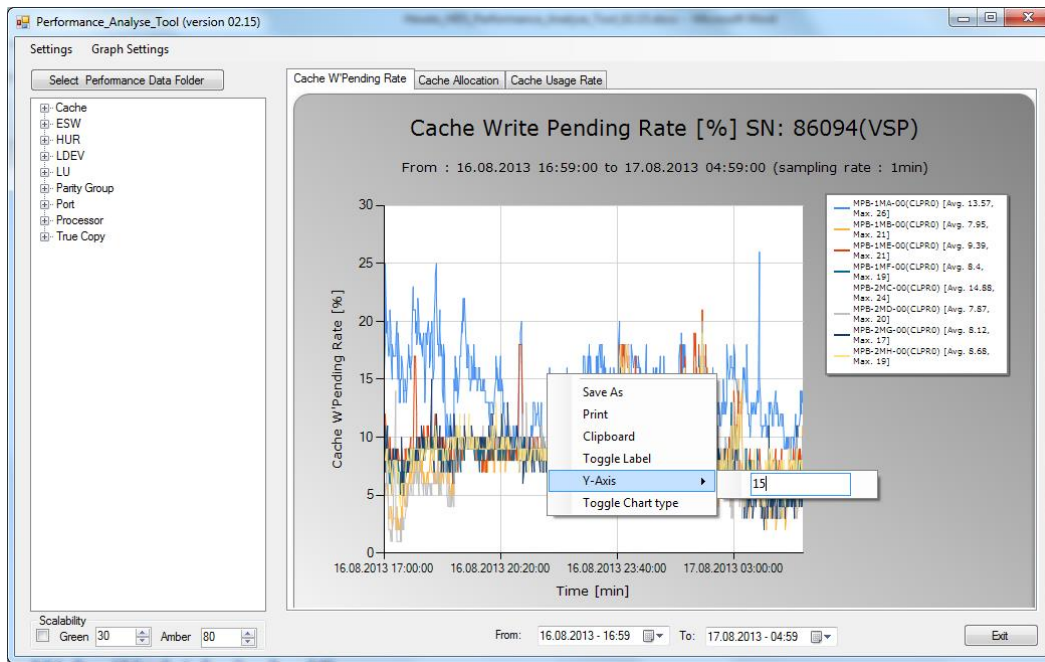 Performance_Analyse_Tool (version 02.15)
Settings Graph Settings
Select Performance Data Folder
Cache
ESW
HUR
LDEV
LU
Parity Group
Port
Processor
True Copy
Cache W'Pending Rate
Cache Allocation
Cache Usage Rate
Cache Write Pending Rate [%] SN: 86094(VSP)
From : 16.08.2013 16:59:00 to 17.08.2013 04:59:00 (sampling rate : 1min)
Cache W'Pending Rate [%]
30
25
20
15
10
5
0
16.08.2013 17:00:00
16.08.2013 20:20:00
16.08.2013 23:40:00
17.08.2013 03:00:00
Time [min]
MPB-1MA-00(CLPR0) [Avg. 13.57,
Max. 26]
MPB-1MB-00(CLPR0) [Avg. 7.95,
Max. 21]
MPB-1ME-00(CLPR0) [Avg. 9.39,
Max. 21]
MPB-1MF-00(CLPR0) [Avg. 8.4,
Max. 19]
MPB-2MC-00(CLPR0) [Avg. 14.88,
Max. 24]
MPB-2MD-00(CLPR0) [Avg. 7.87,
Max. 20]
MPB-2MG-00(CLPR0) [Avg. 8.12,
Max. 17]
MPB-2MH-00(CLPR0) [Avg. 8.68,
Max. 19]
Save As
Print
Clipboard
Toggle Label
Y-Axis
15
Toggle Chart type
Scalability
Green 30
Amber 80
From: 16.08.2013 - 16:59
To: 17.08.2013 - 04:59
Exit